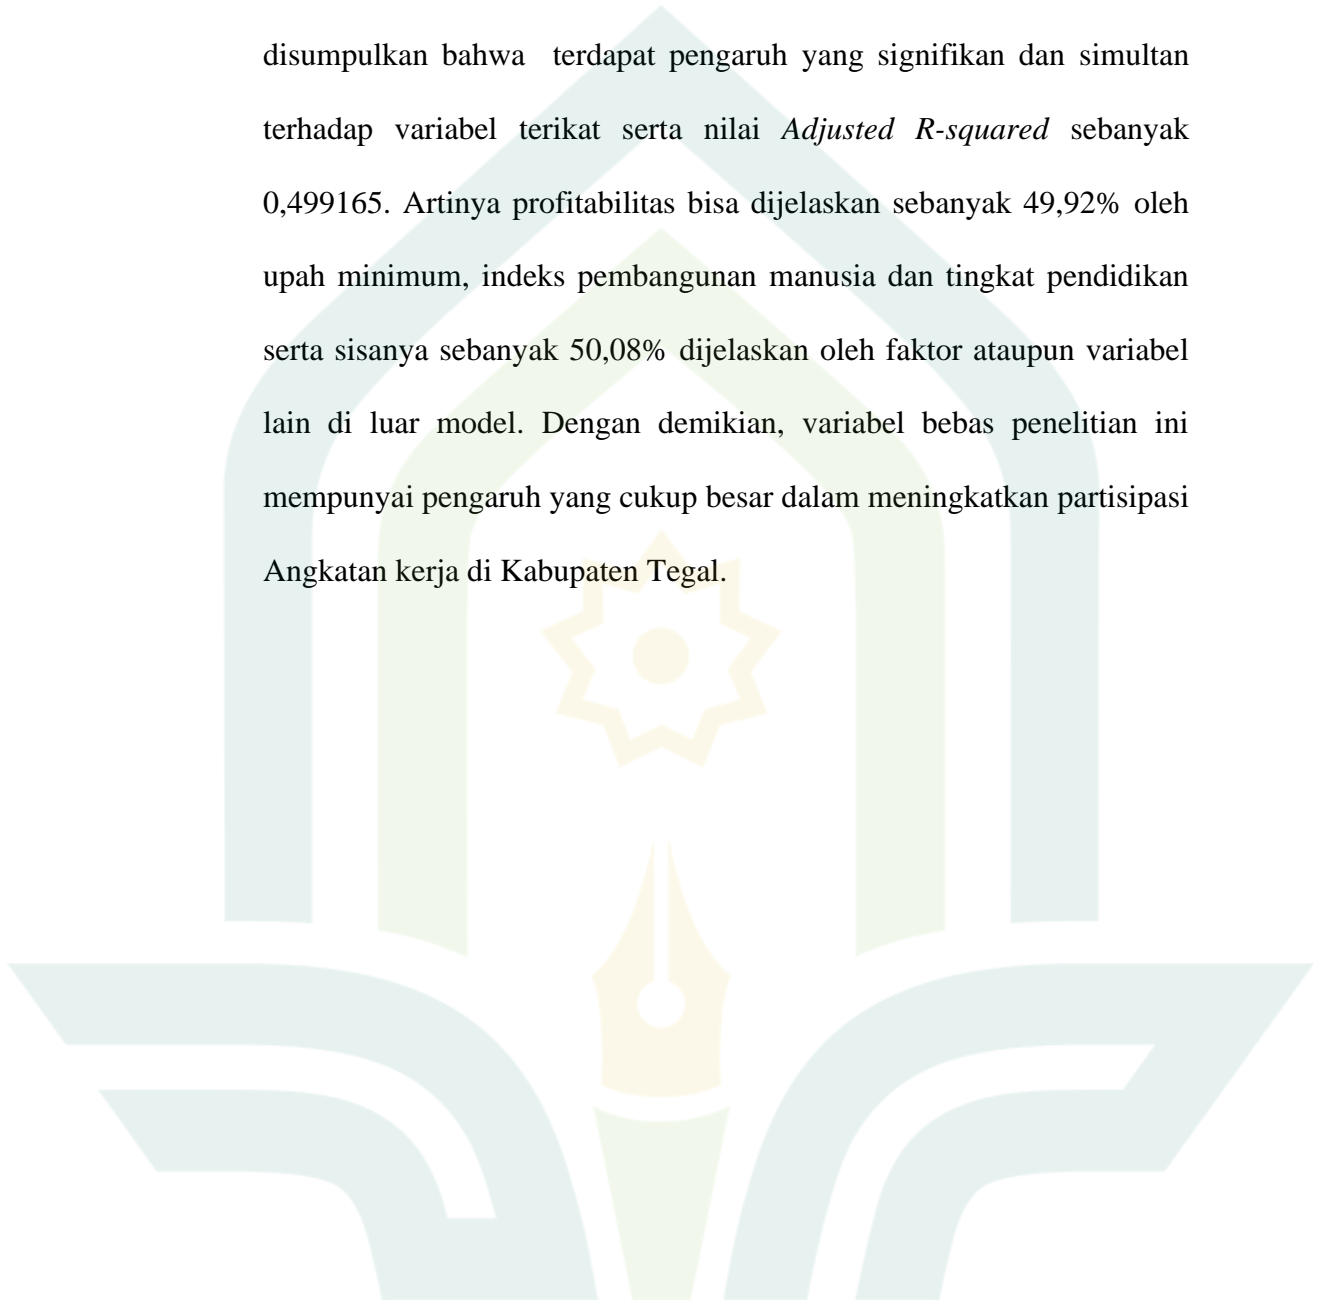 disumpulkan bahwa terdapat pengaruh yang signifikan dan simultan
terhadap variabel terikat serta nilai Adjusted R-squared sebanyak
0,499165. Artinya profitabilitas bisa dijelaskan sebanyak 49,92% oleh
upah minimum, indeks pembangunan manusia dan tingkat pendidikan
serta sisanya sebanyak 50,08% dijelaskan oleh faktor ataupun variabel
lain di luar model. Dengan demikian, variabel bebas penelitian ini
mempunyai pengaruh yang cukup besar dalam meningkatkan partisipasi
Angkatan kerja di Kabupaten Tegal.